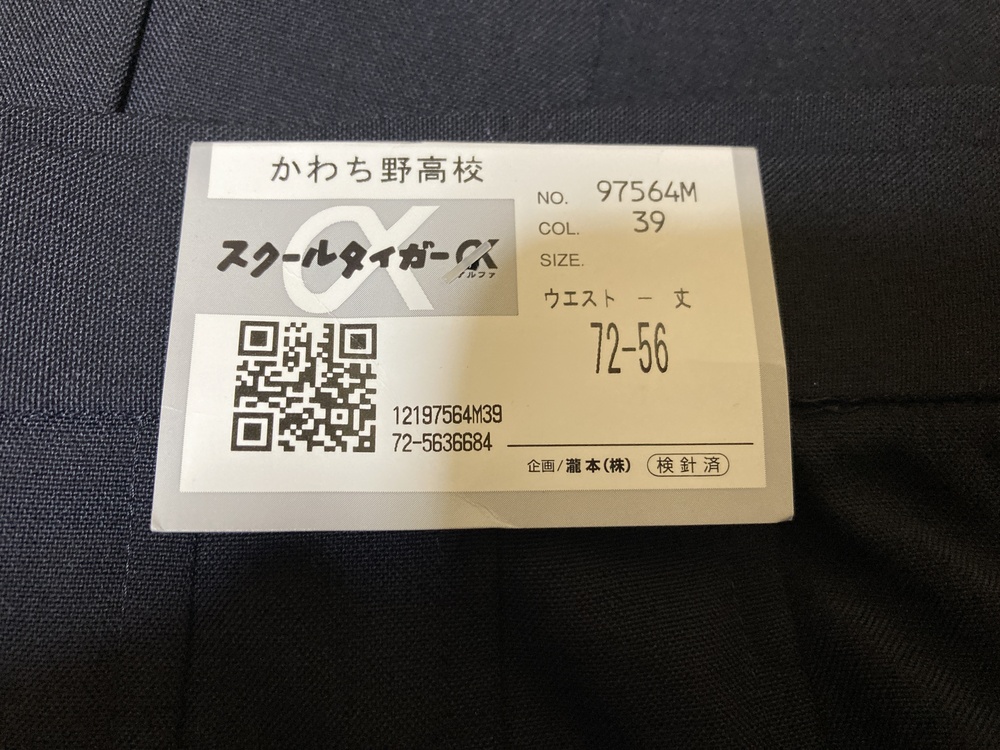 かわち野高校
スクールタイガーα
アルファ
NO. 97564M
COL. 39
SIZE.
ウエスト － 丈
72-56
12197564M39
72-5636684
企画/瀧本(株) 検針済